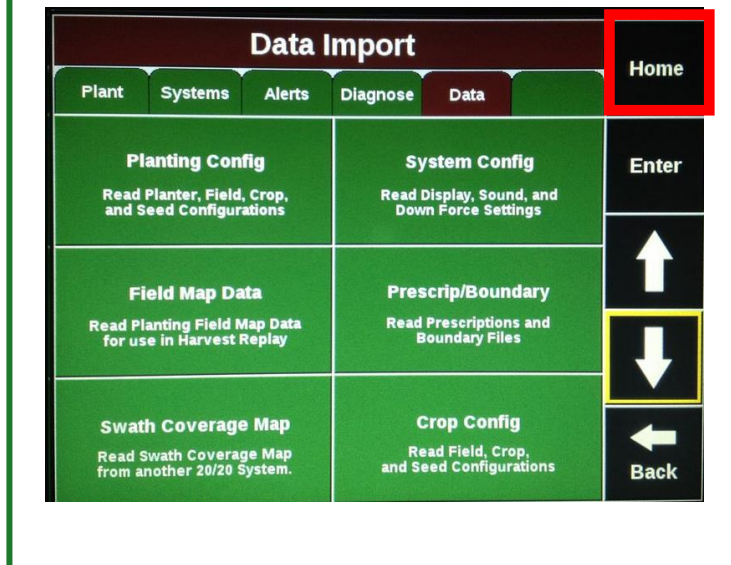 Data Import
Home
Plant Systems Alerts Diagnose Data
Planting Config
Read Planter, Field, Crop,
and Seed Configurations
System Config
Read Display, Sound, and
Down Force Settings
Enter
Field Map Data
Read Planting Field Map Data
for use in Harvest Replay
Prescrip/Boundary
Read Prescriptions and
Boundary Files
Swath Coverage Map
Read Swath Coverage Map
from another 20/20 System.
Crop Config
Read Field, Crop,
and Seed Configurations
Back